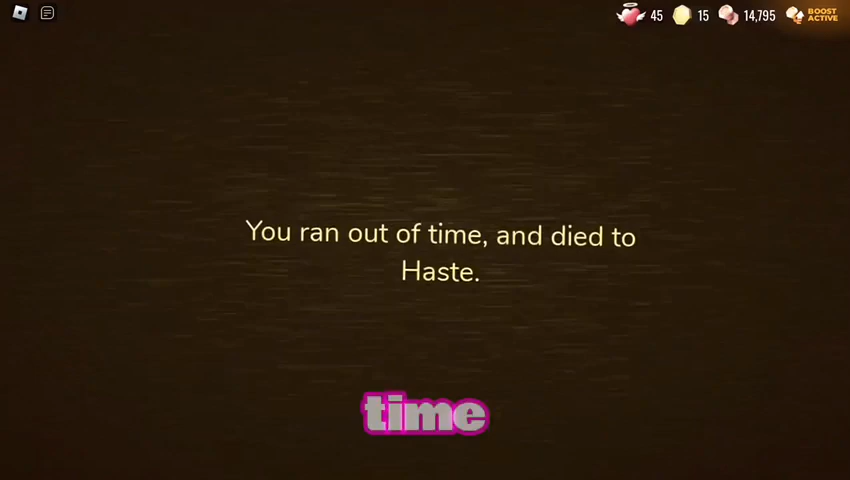 45
15
14,795
BOOST
ACTIVE
You ran out of time, and died to
Haste.
time